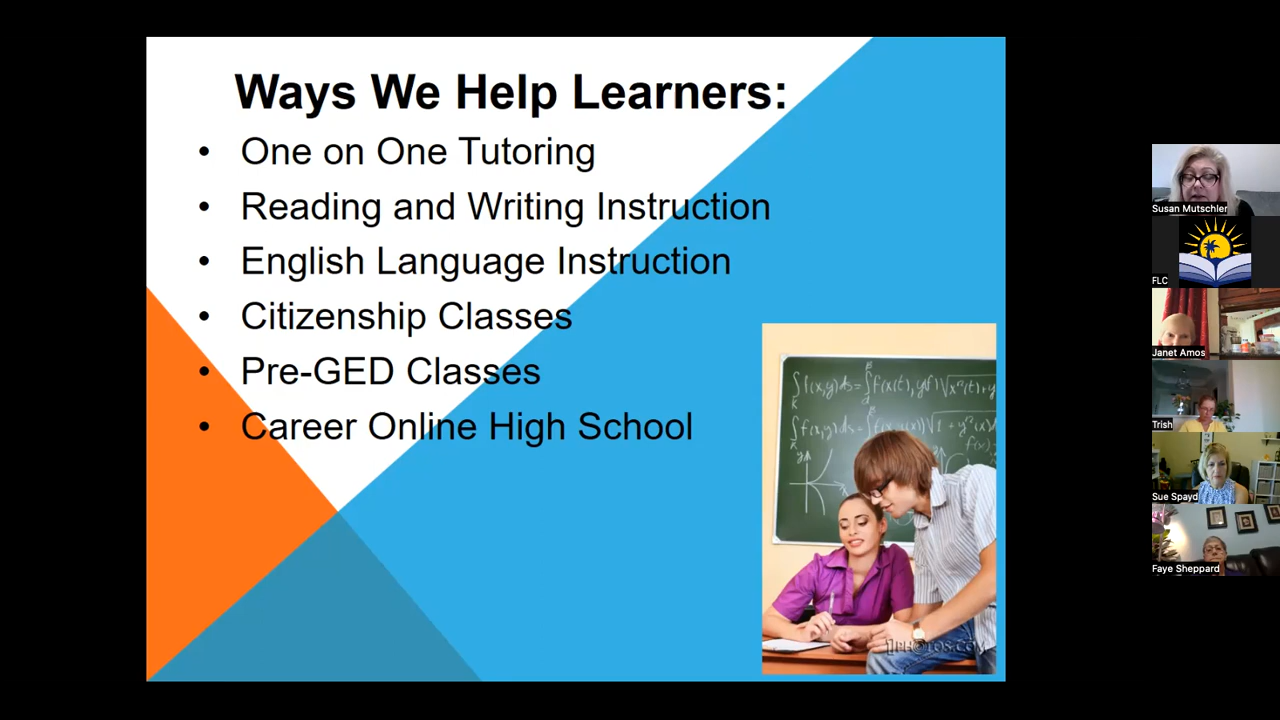 Ways We Help Learners:
• One on One Tutoring
• Reading and Writing Instruction
• English Language Instruction
• Citizenship Classes
• Pre-GED Classes
• Career Online High School
Susan Mutschler
FLC
Janet Amos
Trish
Sue Spayd
Faye Sheppard